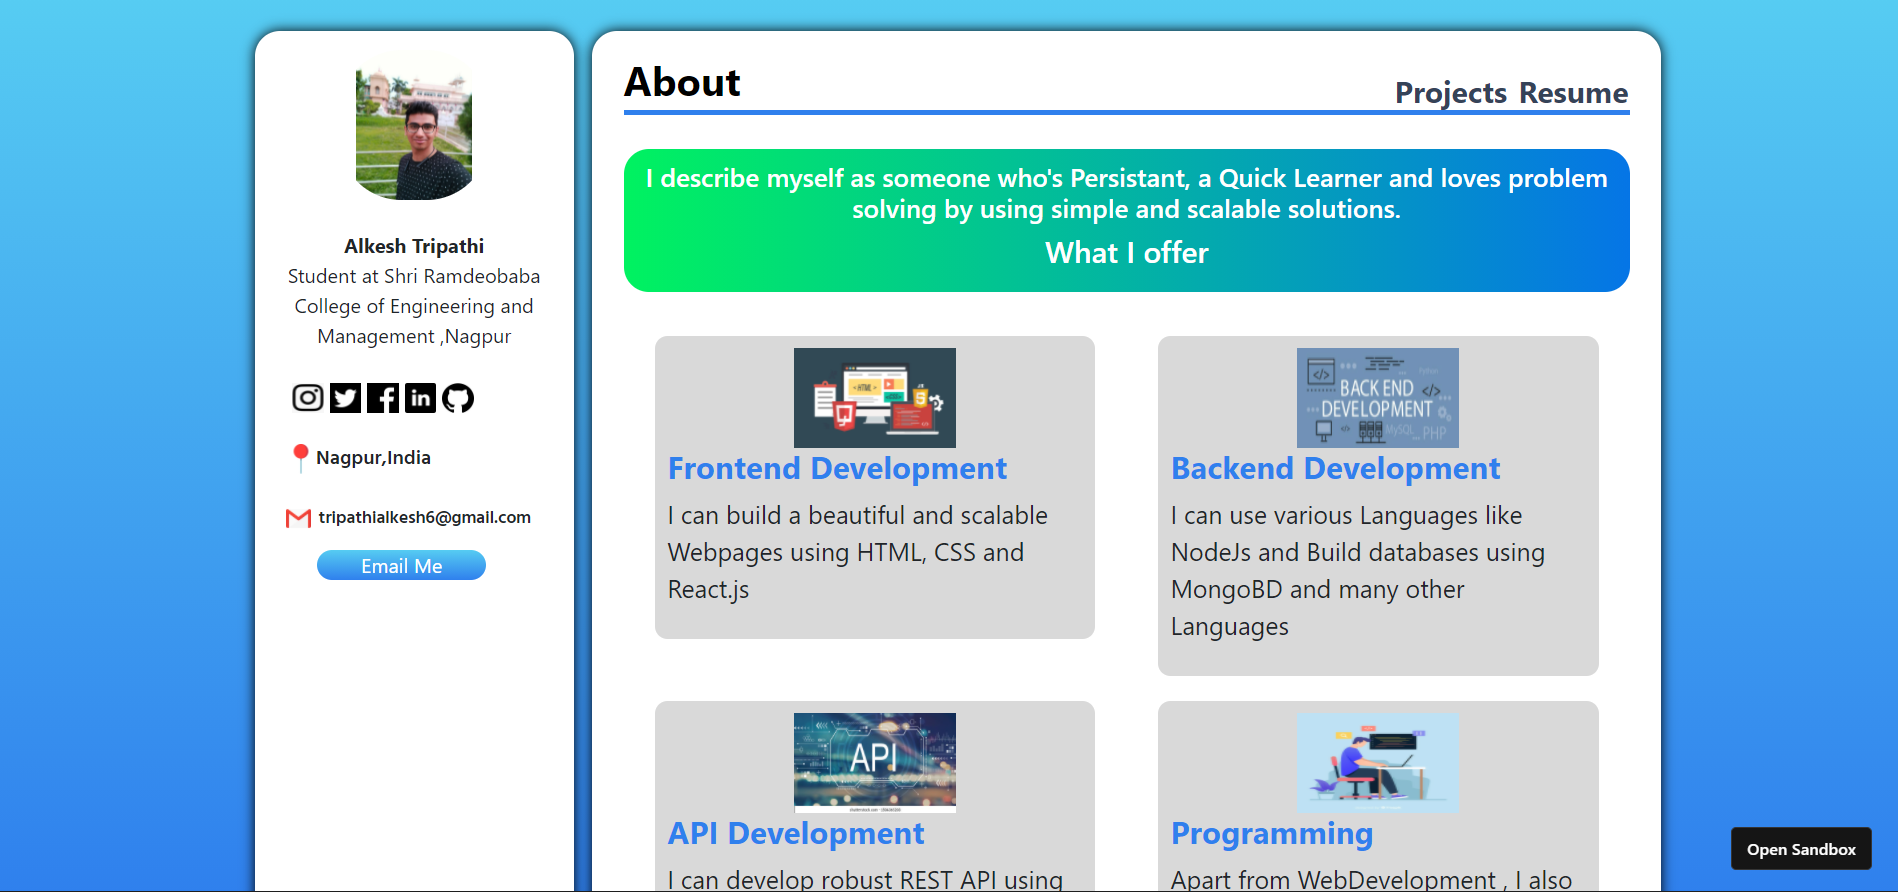 Alkesh Tripathi
Student at Shri Ramdeobaba
College of Engineering and
Management ,Nagpur
Nagpur,India
tripathialkesh6@gmail.com
Email Me
About
Projects Resume
I describe myself as someone who's Persistant, a Quick Learner and loves problem
solving by using simple and scalable solutions.
What I offer
<HTML>
Frontend Development
I can build a beautiful and scalable
Webpages using HTML, CSS and
React.js
BACK END
DEVELOPMENT
MySQL
PHP
Backend Development
I can use various Languages like
NodeJs and Build databases using
MongoBD and many other
Languages
API
API Development
I can develop robust REST API using
Programming
Apart from WebDevelopment , I also
Open Sandbox